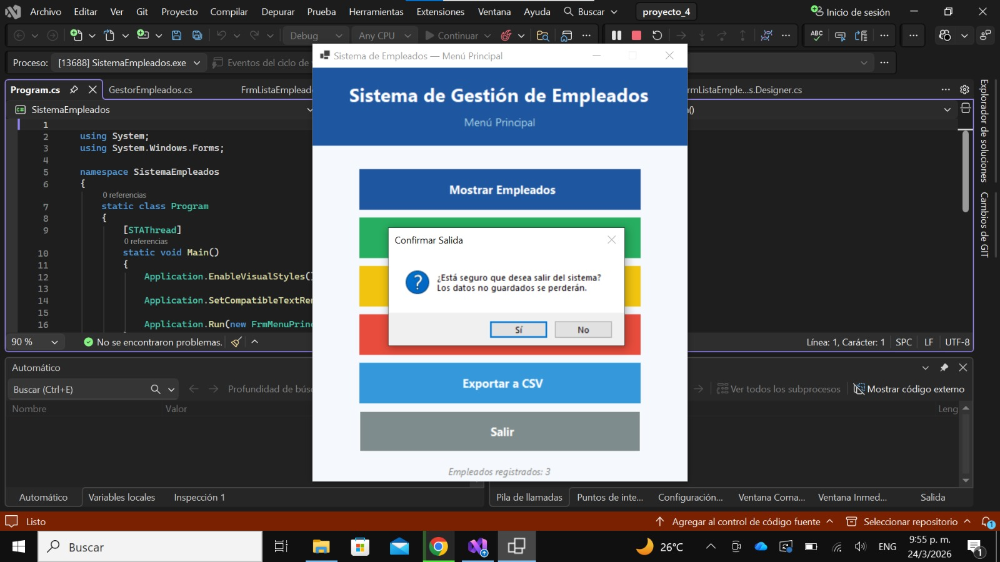 Archivo Editar Ver Git Proyecto Compilar Depurar Prueba Herramientas Extensiones Ventana Ayuda Buscar proyecto_4 Inicio de sesión
Debug Any CPU Continuar
Proceso: [13688] SistemaEmpleados.exe Eventos del ciclo de
Program.cs GestorEmpleados.cs FrmListaEmplead rmListaEmple...s.Designer.cs
SistemaEmpleados ()
1
2 using System;
3 using System.Windows.Forms;
4
5 namespace SistemaEmpleados
6 {
0 referencias
7 static class Program
8 {
9 [STAThread]
0 referencias
10 static void Main()
11 {
12 Application.EnableVisualStyles()
13
14 Application.SetCompatibleTextRen
15
16 Application.Run(new FrmMenuPrinc
90 % No se encontraron problemas. Línea: 1, Carácter: 1 SPC LF UTF-8
Sistema de Empleados — Menú Principal
Sistema de Gestión de Empleados
Menú Principal
Mostrar Empleados
Confirmar Salida
¿Está seguro que desea salir del sistema?
Los datos no guardados se perderán.
Sí No
Exportar a CSV
Salir
Empleados registrados: 3
Automático
Buscar (Ctrl+E) Profundidad de bús Ver todos los subprocesos Mostrar código externo
Nombre Valor Leng
Automático Variables locales Inspección 1 Pila de llamadas Puntos de inte... Configuración... Ventana Coma... Ventana Inmed... Salida
Listo Agregar al control de código fuente Seleccionar repositorio 1
Buscar 26°C ENG 9:55 p. m.
24/3/2026 1